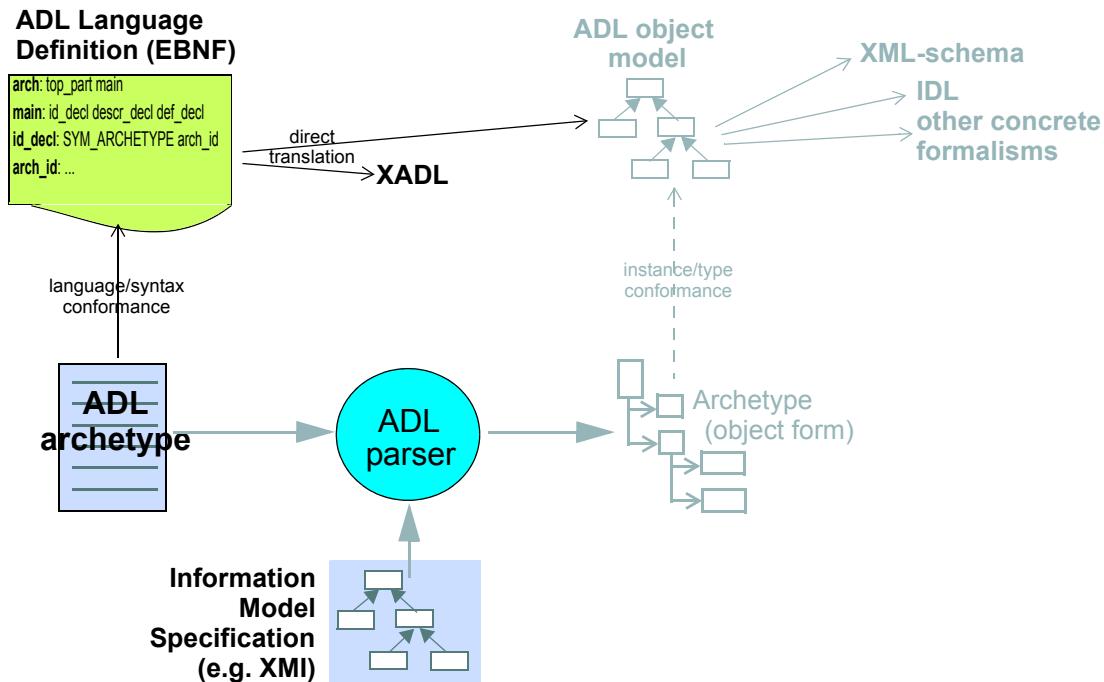 ADL Language
Definition (EBNF)
arch: top_part main
main: id_decl descr_decl def_decl
id_decl: SYM_ARCHETYPE arch_id
arch_id: ...
direct
translation
XADL
ADL object
model
XML-schema
IDL
other concrete
formalisms
language/syntax
conformance
instance/type
conformance
ADL
archetype
ADL
parser
Archetype
(object form)
Information
Model
Specification
(e.g. XMI)